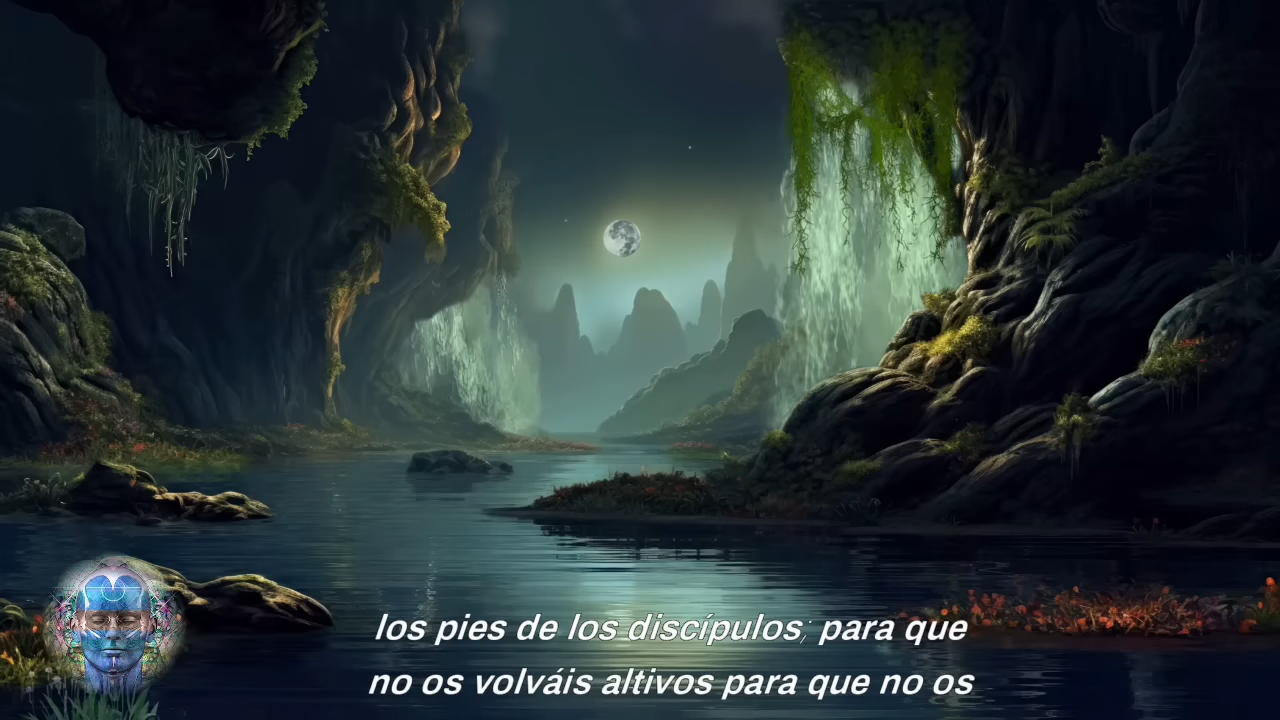 los pies de los discípulos; para que
no os volváis altivos para que no os